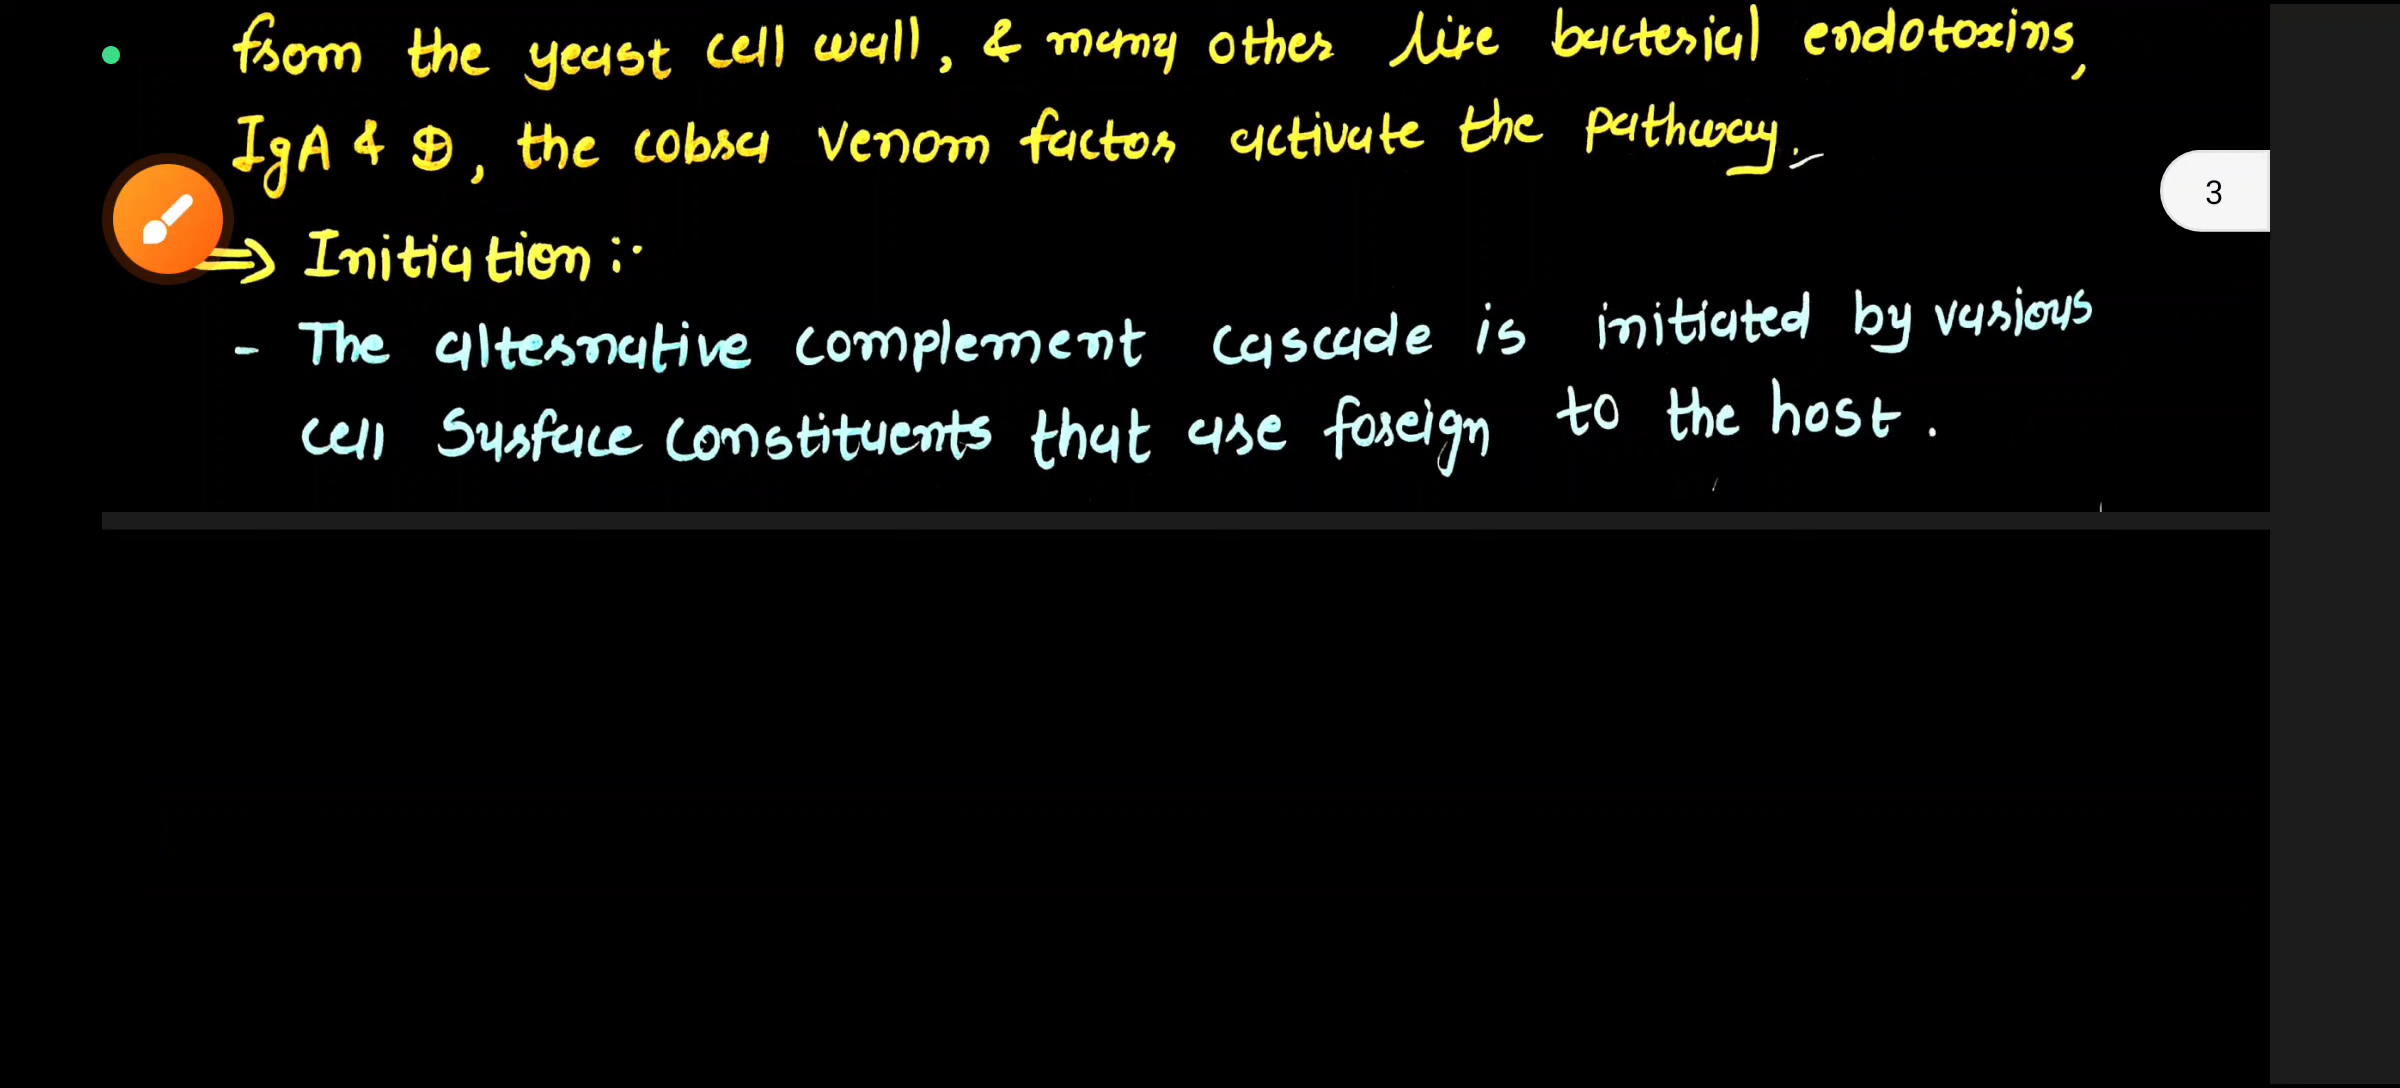 from the yeast cell wall, & many other like bacterial endotoxins,
IgA & D, the cobra venom factor activate the pathway.
3
⇒ Initiation :-
- The alternative complement cascade is initiated by various
cell surface constituents that are foreign to the host.